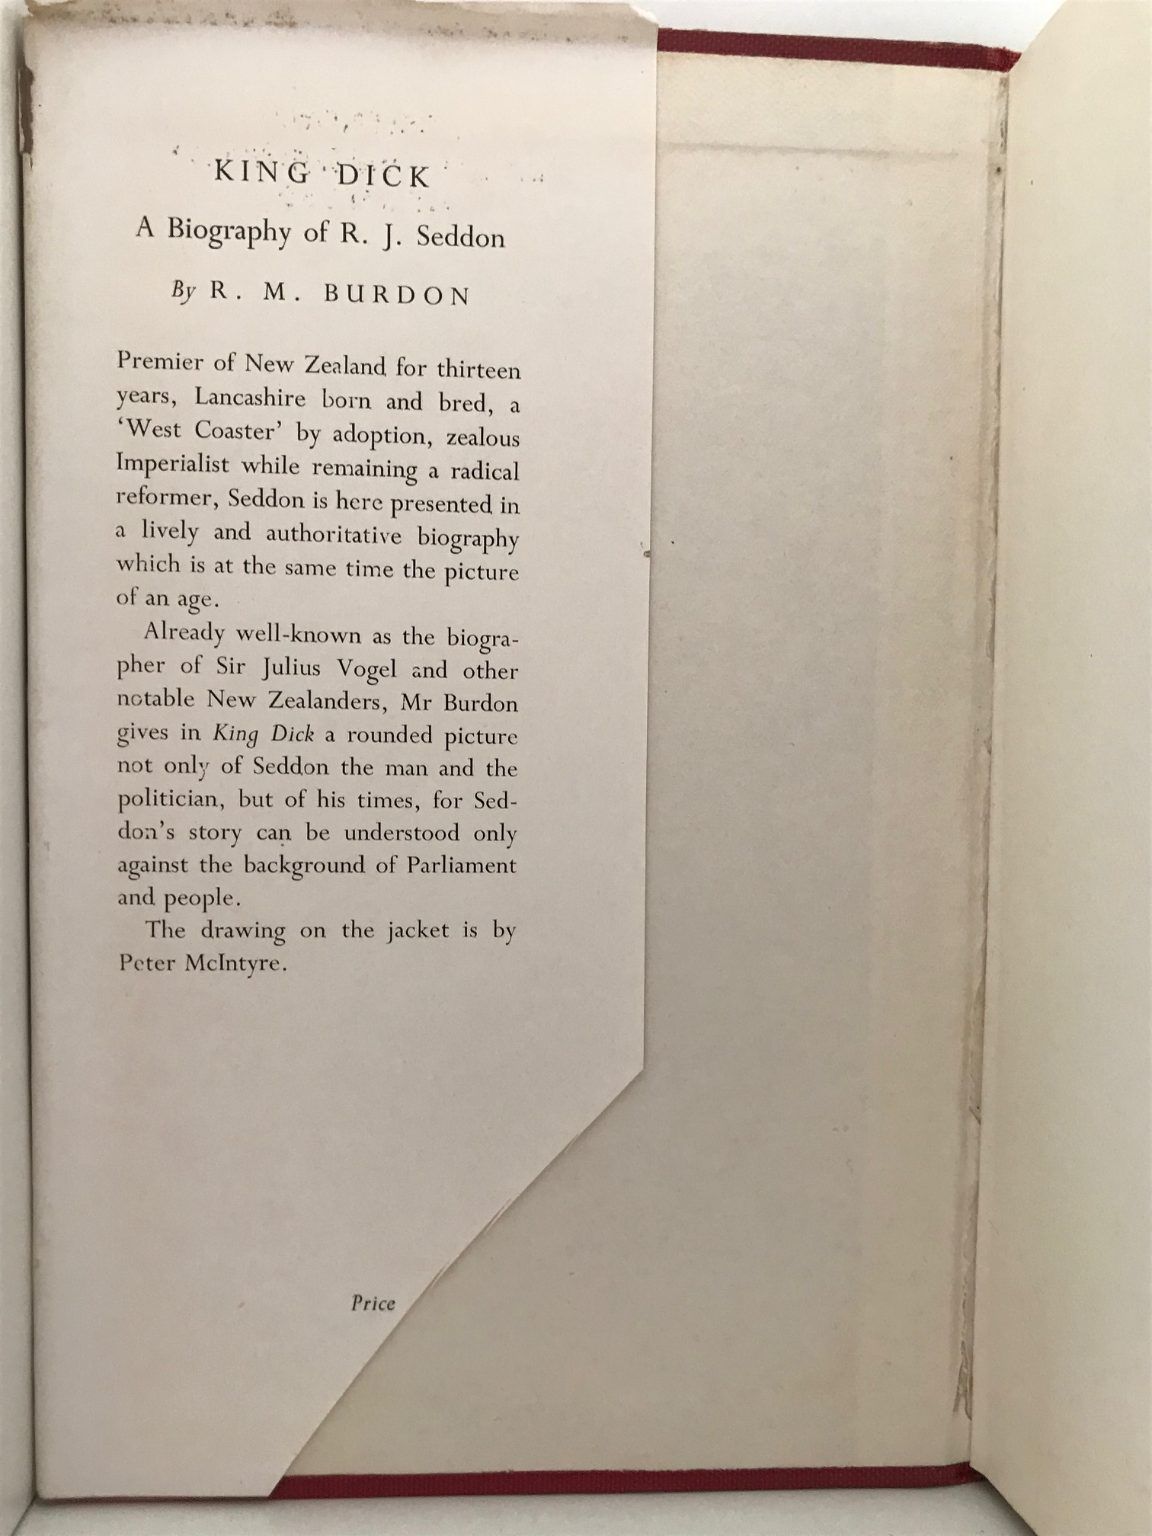 KING DICK
A Biography of R. J. Seddon
By R. M. BURDON
Premier of New Zealand for thirteen
years, Lancashire born and bred, a
‘West Coaster’ by adoption, zealous
Imperialist while remaining a radical
reformer, Seddon is here presented in
a lively and authoritative biography
which is at the same time the picture
of an age.
Already well-known as the biogra-
pher of Sir Julius Vogel and other
notable New Zealanders, Mr Burdon
gives in King Dick a rounded picture
not only of Seddon the man and the
politician, but of his times, for Sed-
don’s story can be understood only
against the background of Parliament
and people.
The drawing on the jacket is by
Peter McIntyre.
Price